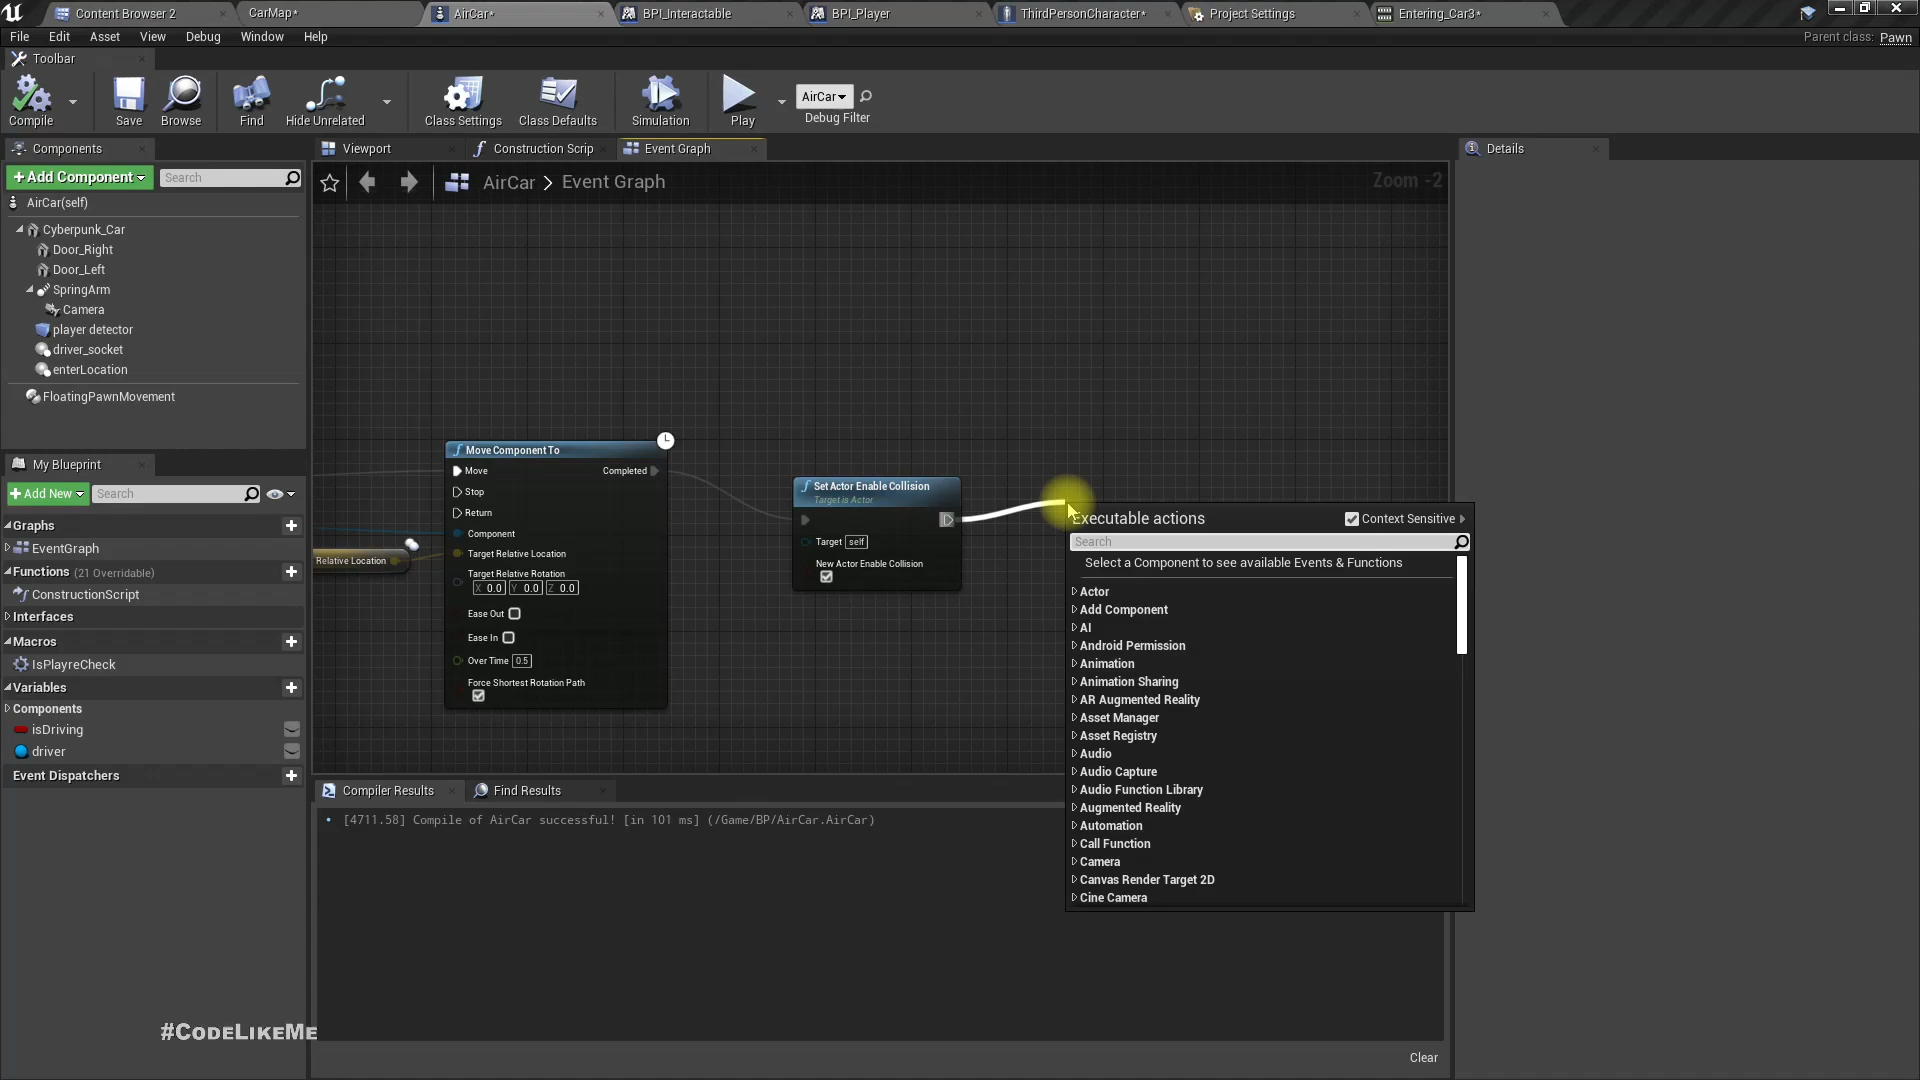 Content Browser 2
CarMap*
AirCar*
BPI_Interactable
BPI_Player
ThirdPersonCharacter*
Project Settings
Entering_Car3*
File Edit Asset View Debug Window Help
Parent class: Pawn
Toolbar
Compile
Save
Browse
Find
Hide Unrelated
Class Settings
Class Defaults
Simulation
Play
AirCar
Debug Filter
Components
+ Add Component
Search
AirCar(self)
Cyberpunk_Car
Door_Right
Door_Left
SpringArm
Camera
player detector
driver_socket
enterLocation
FloatingPawnMovement
My Blueprint
+ Add New
Search
Graphs
EventGraph
Functions (21 Overridable)
ConstructionScript
Interfaces
Macros
IsPlayreCheck
Variables
Components
isDriving
driver
Event Dispatchers
Viewport
Construction Scrip
Event Graph
AirCar > Event Graph
Zoom -2
Relative Location
Move Component To
Move Completed
Stop
Return
Component
Target Relative Location
Target Relative Rotation
X 0.0 Y 0.0 Z 0.0
Ease Out
Ease In
Over Time 0.5
Force Shortest Rotation Path
Set Actor Enable Collision
Target is Actor
Target self
New Actor Enable Collision
Executable actions
Context Sensitive
Search
Select a Component to see available Events & Functions
Actor
Add Component
AI
Android Permission
Animation
Animation Sharing
AR Augmented Reality
Asset Manager
Asset Registry
Audio
Audio Capture
Audio Function Library
Augmented Reality
Automation
Call Function
Camera
Canvas Render Target 2D
Cine Camera
Details
Compiler Results
Find Results
[4711.58] Compile of AirCar successful! [in 101 ms] (/Game/BP/AirCar.AirCar)
Clear
#CodeLikeMe